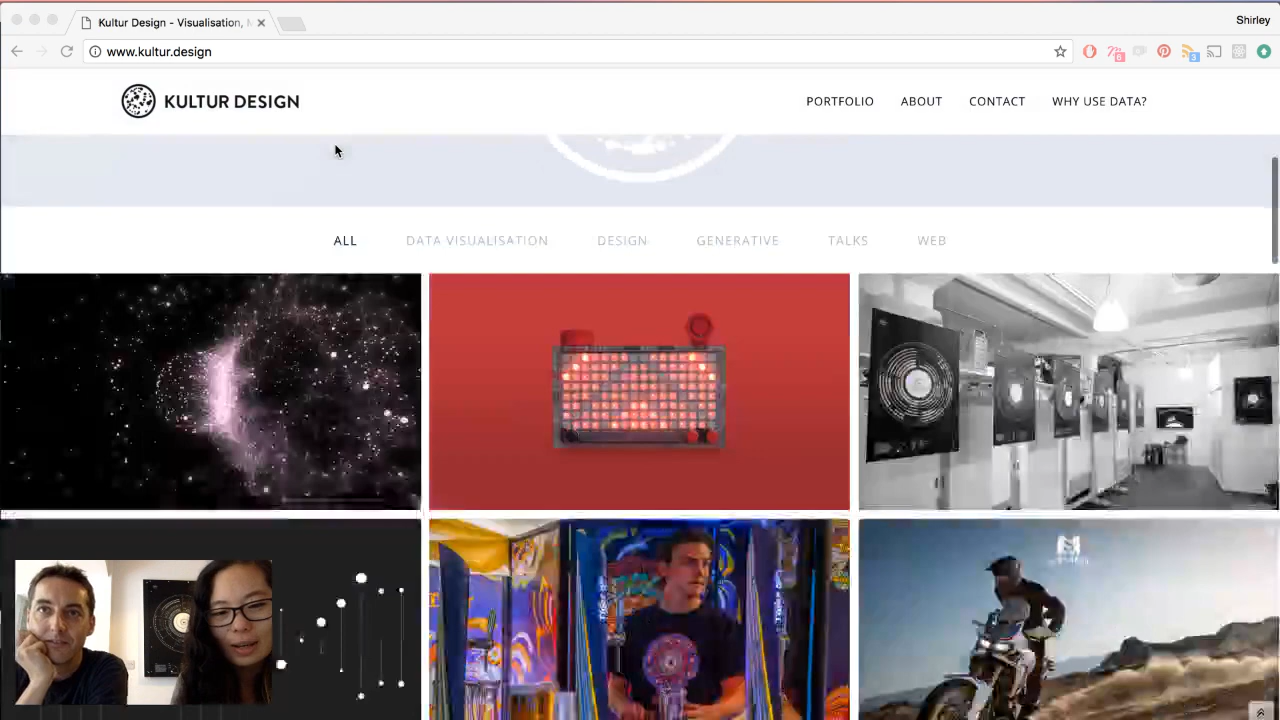 Kultur Design - Visualisation,
Shirley
www.kultur.design
KULTUR DESIGN
PORTFOLIO ABOUT CONTACT WHY USE DATA?
ALL DATA VISUALISATION DESIGN GENERATIVE TALKS WEB